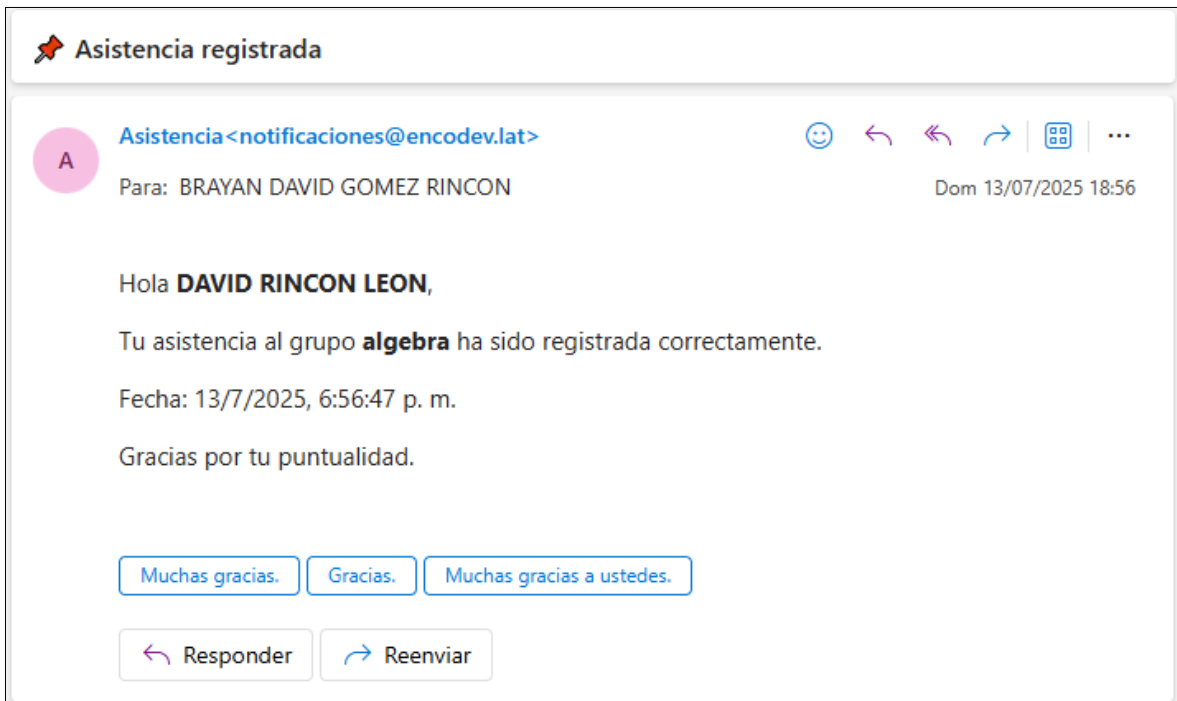 Asistencia registrada
A
Asistencia<notificaciones@encodev.lat>
Para: BRAYAN DAVID GOMEZ RINCON
Dom 13/07/2025 18:56
Hola DAVID RINCON LEON,
Tu asistencia al grupo algebra ha sido registrada correctamente.
Fecha: 13/7/2025, 6:56:47 p. m.
Gracias por tu puntualidad.
Muchas gracias. Gracias. Muchas gracias a ustedes.
Responder Reenviar